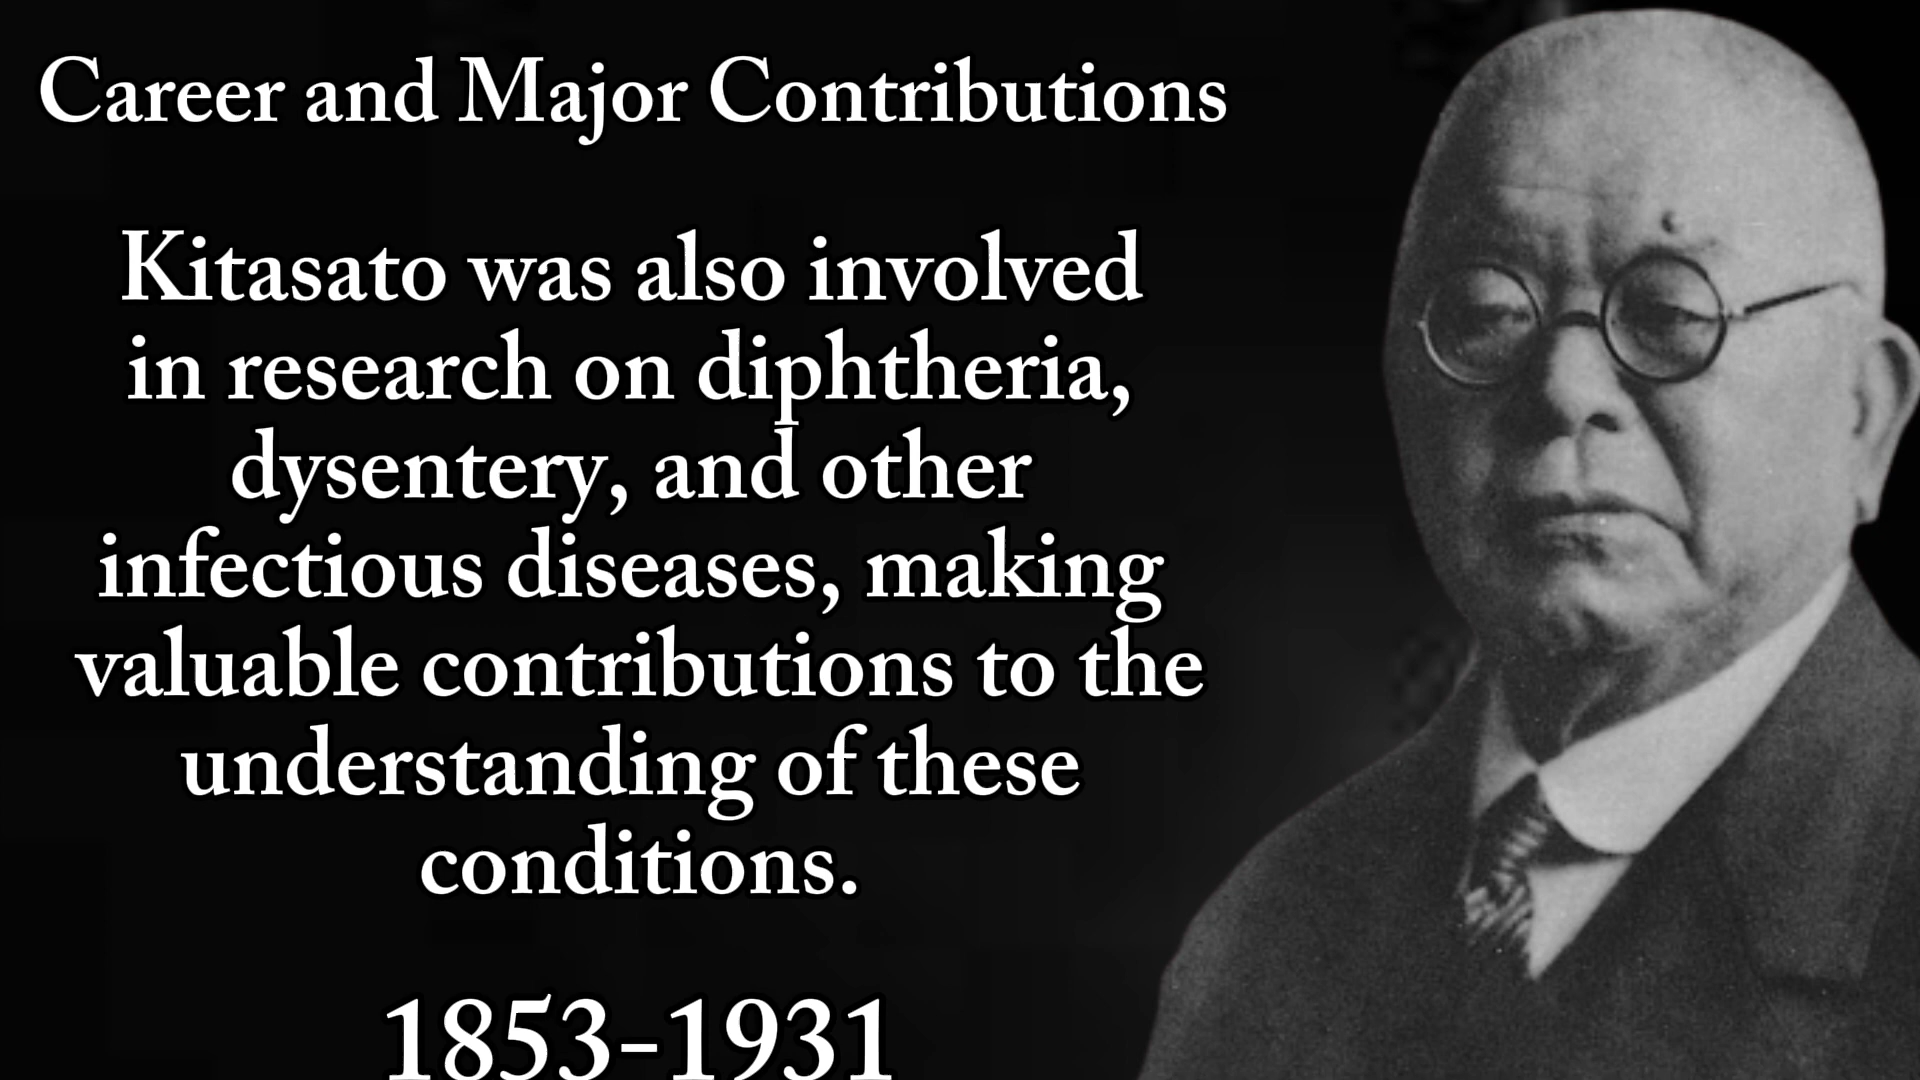 Career and Major Contributions
Kitasato was also involved
in research on diphtheria,
dysentery, and other
infectious diseases, making
valuable contributions to the
understanding of these
conditions.
1853-1931